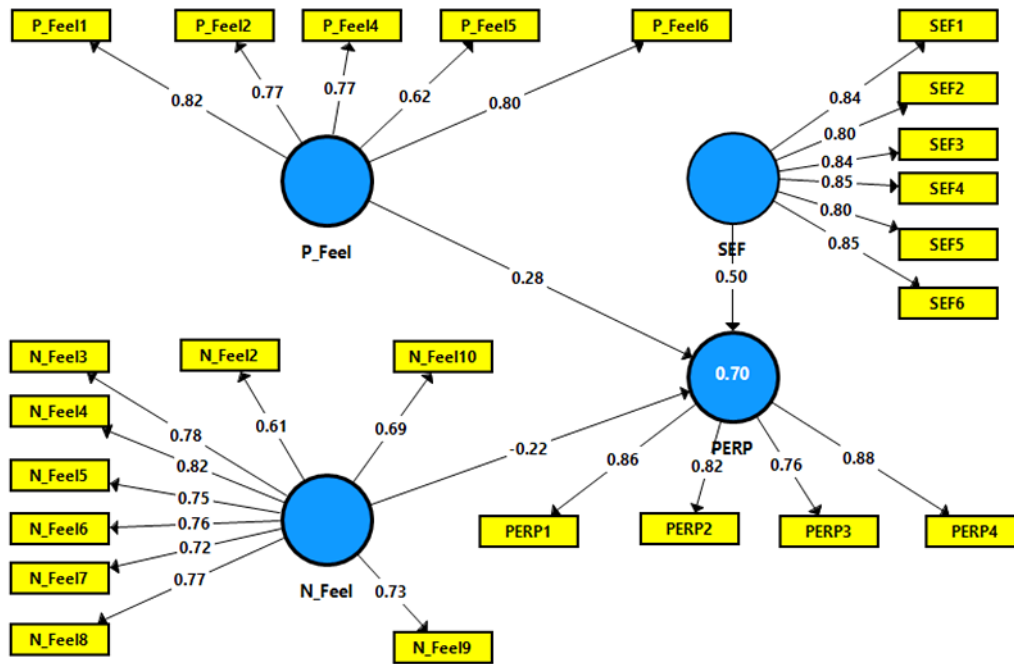 P_Feel1
P_Feel2
P_Feel4
P_Feel5
P_Feel6
0.82
0.77
0.77
0.62
0.80
P_Feel
SEF1
SEF2
SEF3
SEF4
SEF5
SEF6
0.84
0.80
0.84
0.85
0.80
0.85
SEF
0.28
0.50
N_Feel3
N_Feel2
N_Feel10
N_Feel4
N_Feel5
N_Feel6
N_Feel7
N_Feel8
N_Feel9
0.78
0.61
0.69
0.82
0.75
0.76
0.72
0.77
0.73
N_Feel
-0.22
0.70
PERP
0.86
0.82
0.76
0.88
PERP1
PERP2
PERP3
PERP4